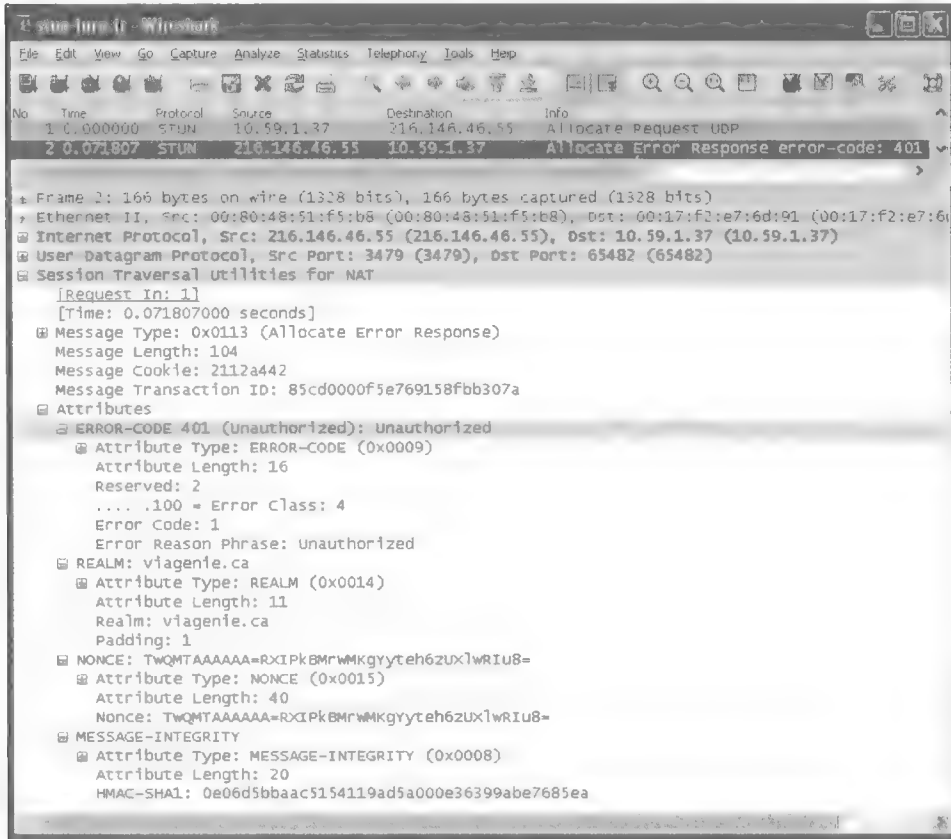 Wireshark
File Edit View Go Capture Analyze Statistics Telephony Tools Help
No Time Protocol Source Destination Info
1 0.000000 STUN 10.59.1.37 216.146.46.55 Allocate Request UDP
2 0.071807 STUN 216.146.46.55 10.59.1.37 Allocate Error Response error-code: 401
Frame 2: 166 bytes on wire (1328 bits), 166 bytes captured (1328 bits)
Ethernet II, Src: 00:80:48:51:f5:b8 (00:80:48:51:f5:b8), Dst: 00:17:f2:e7:6d:91 (00:17:f2:e7:6
Internet Protocol, Src: 216.146.46.55 (216.146.46.55), Dst: 10.59.1.37 (10.59.1.37)
User Datagram Protocol, Src Port: 3479 (3479), Dst Port: 65482 (65482)
Session Traversal Utilities for NAT
[Request In: 1]
[Time: 0.071807000 seconds]
Message Type: 0x0113 (Allocate Error Response)
Message Length: 104
Message Cookie: 2112a442
Message Transaction ID: 85cd0000f5e769158fbb307a
Attributes
ERROR-CODE 401 (Unauthorized): Unauthorized
Attribute Type: ERROR-CODE (0x0009)
Attribute Length: 16
Reserved: 2
.... .100 = Error Class: 4
Error Code: 1
Error Reason Phrase: Unauthorized
REALM: viagenie.ca
Attribute Type: REALM (0x0014)
Attribute Length: 11
Realm: viagenie.ca
Padding: 1
NONCE: TwQMTAAAAAA=RXIPkBMrwMKgYyteh6zUXlwRIu8=
Attribute Type: NONCE (0x0015)
Attribute Length: 40
Nonce: TwQMTAAAAAA=RXIPkBMrwMKgYyteh6zUXlwRIu8=
MESSAGE-INTEGRITY
Attribute Type: MESSAGE-INTEGRITY (0x0008)
Attribute Length: 20
HMAC-SHA1: 0e06d5bbaac5154119ad5a000e36399abe7685ea